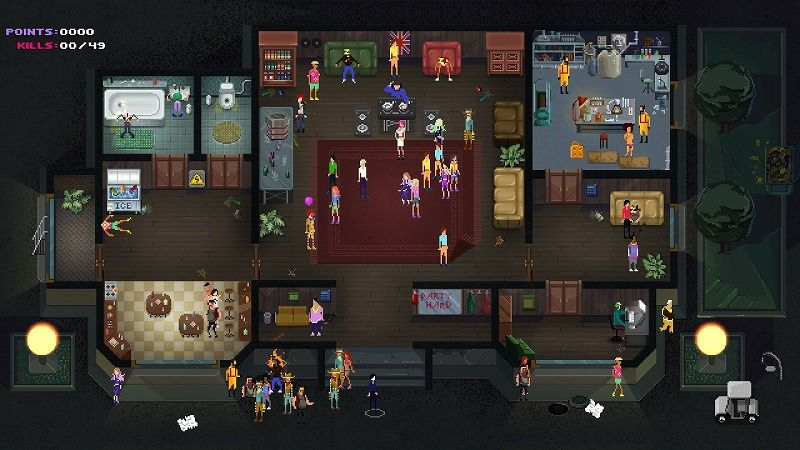 POINTS:0000
KILLS:00/49
ICE
PARTY
HARD